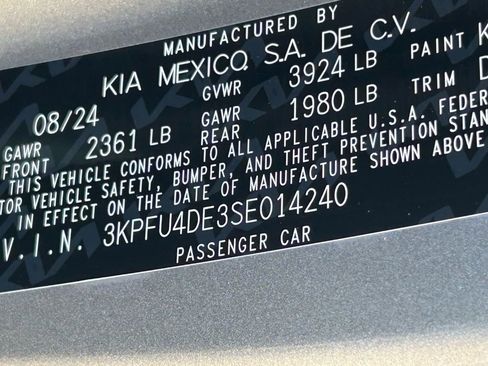 MANUFACTURED BY
KIA MEXICO, S.A. DE C.V.
08/24 GVWR 3924 LB PAINT K
GAWR FRONT 2361 LB GAWR REAR 1980 LB TRIM D
THIS VEHICLE CONFORMS TO ALL APPLICABLE U.S.A. FEDER
TOR VEHICLE SAFETY, BUMPER, AND THEFT PREVENTION STAN
IN EFFECT ON THE DATE OF MANUFACTURE SHOWN ABOVE
V.I.N. 3KPFU4DE3SE014240
PASSENGER CAR